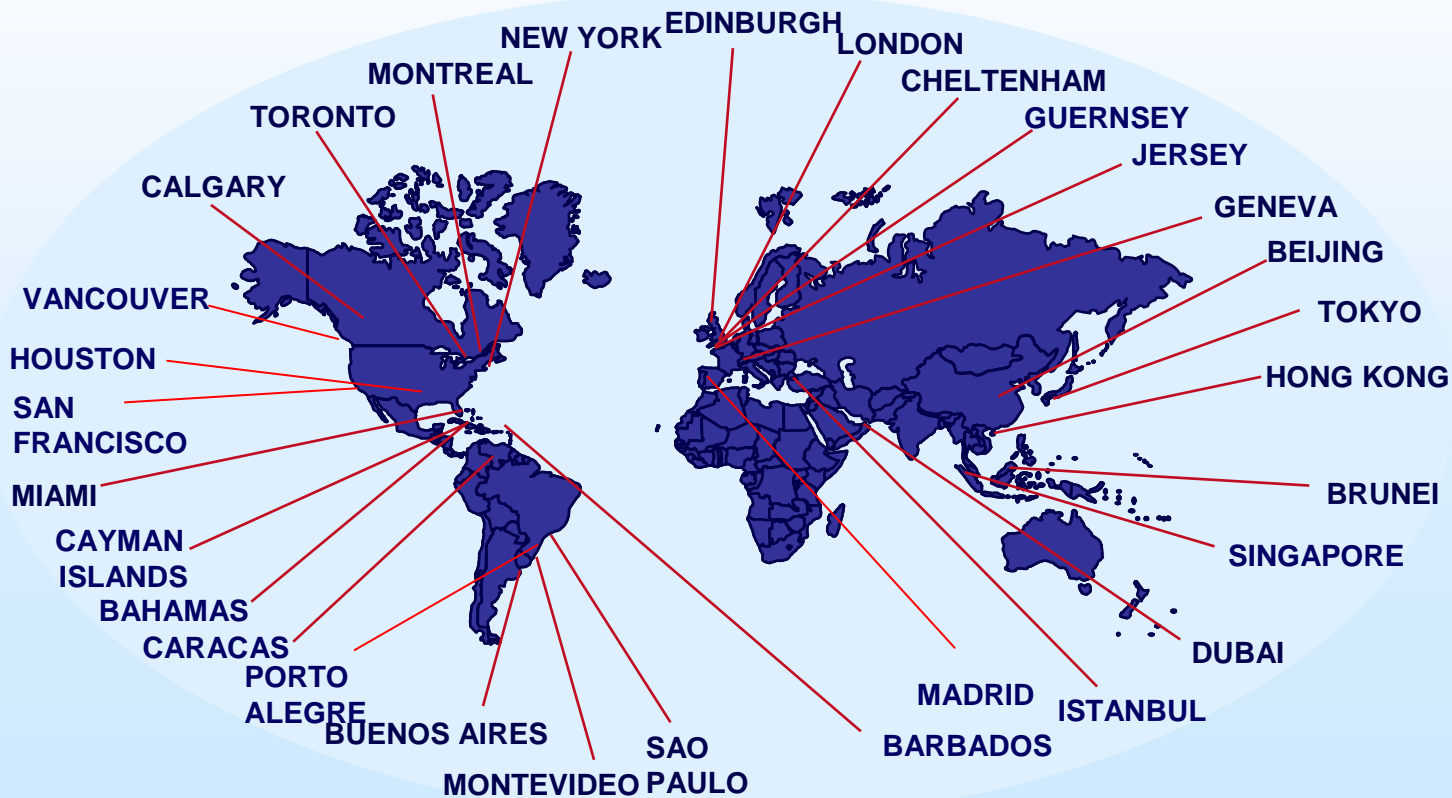 EDINBURGH
NEW YORK
LONDON
MONTREAL
CHELTENHAM
TORONTO
GUERNSEY
JERSEY
CALGARY
GENEVA
BEIJING
VANCOUVER
TOKYO
HOUSTON
HONG KONG
SAN
FRANCISCO
MIAMI
BRUNEI
CAYMAN
ISLANDS
SINGAPORE
BAHAMAS
CARACAS
DUBAI
PORTO
ALEGRE
MADRID
ISTANBUL
BUENOS AIRES
BARBADOS
SAO
PAULO
MONTEVIDEO